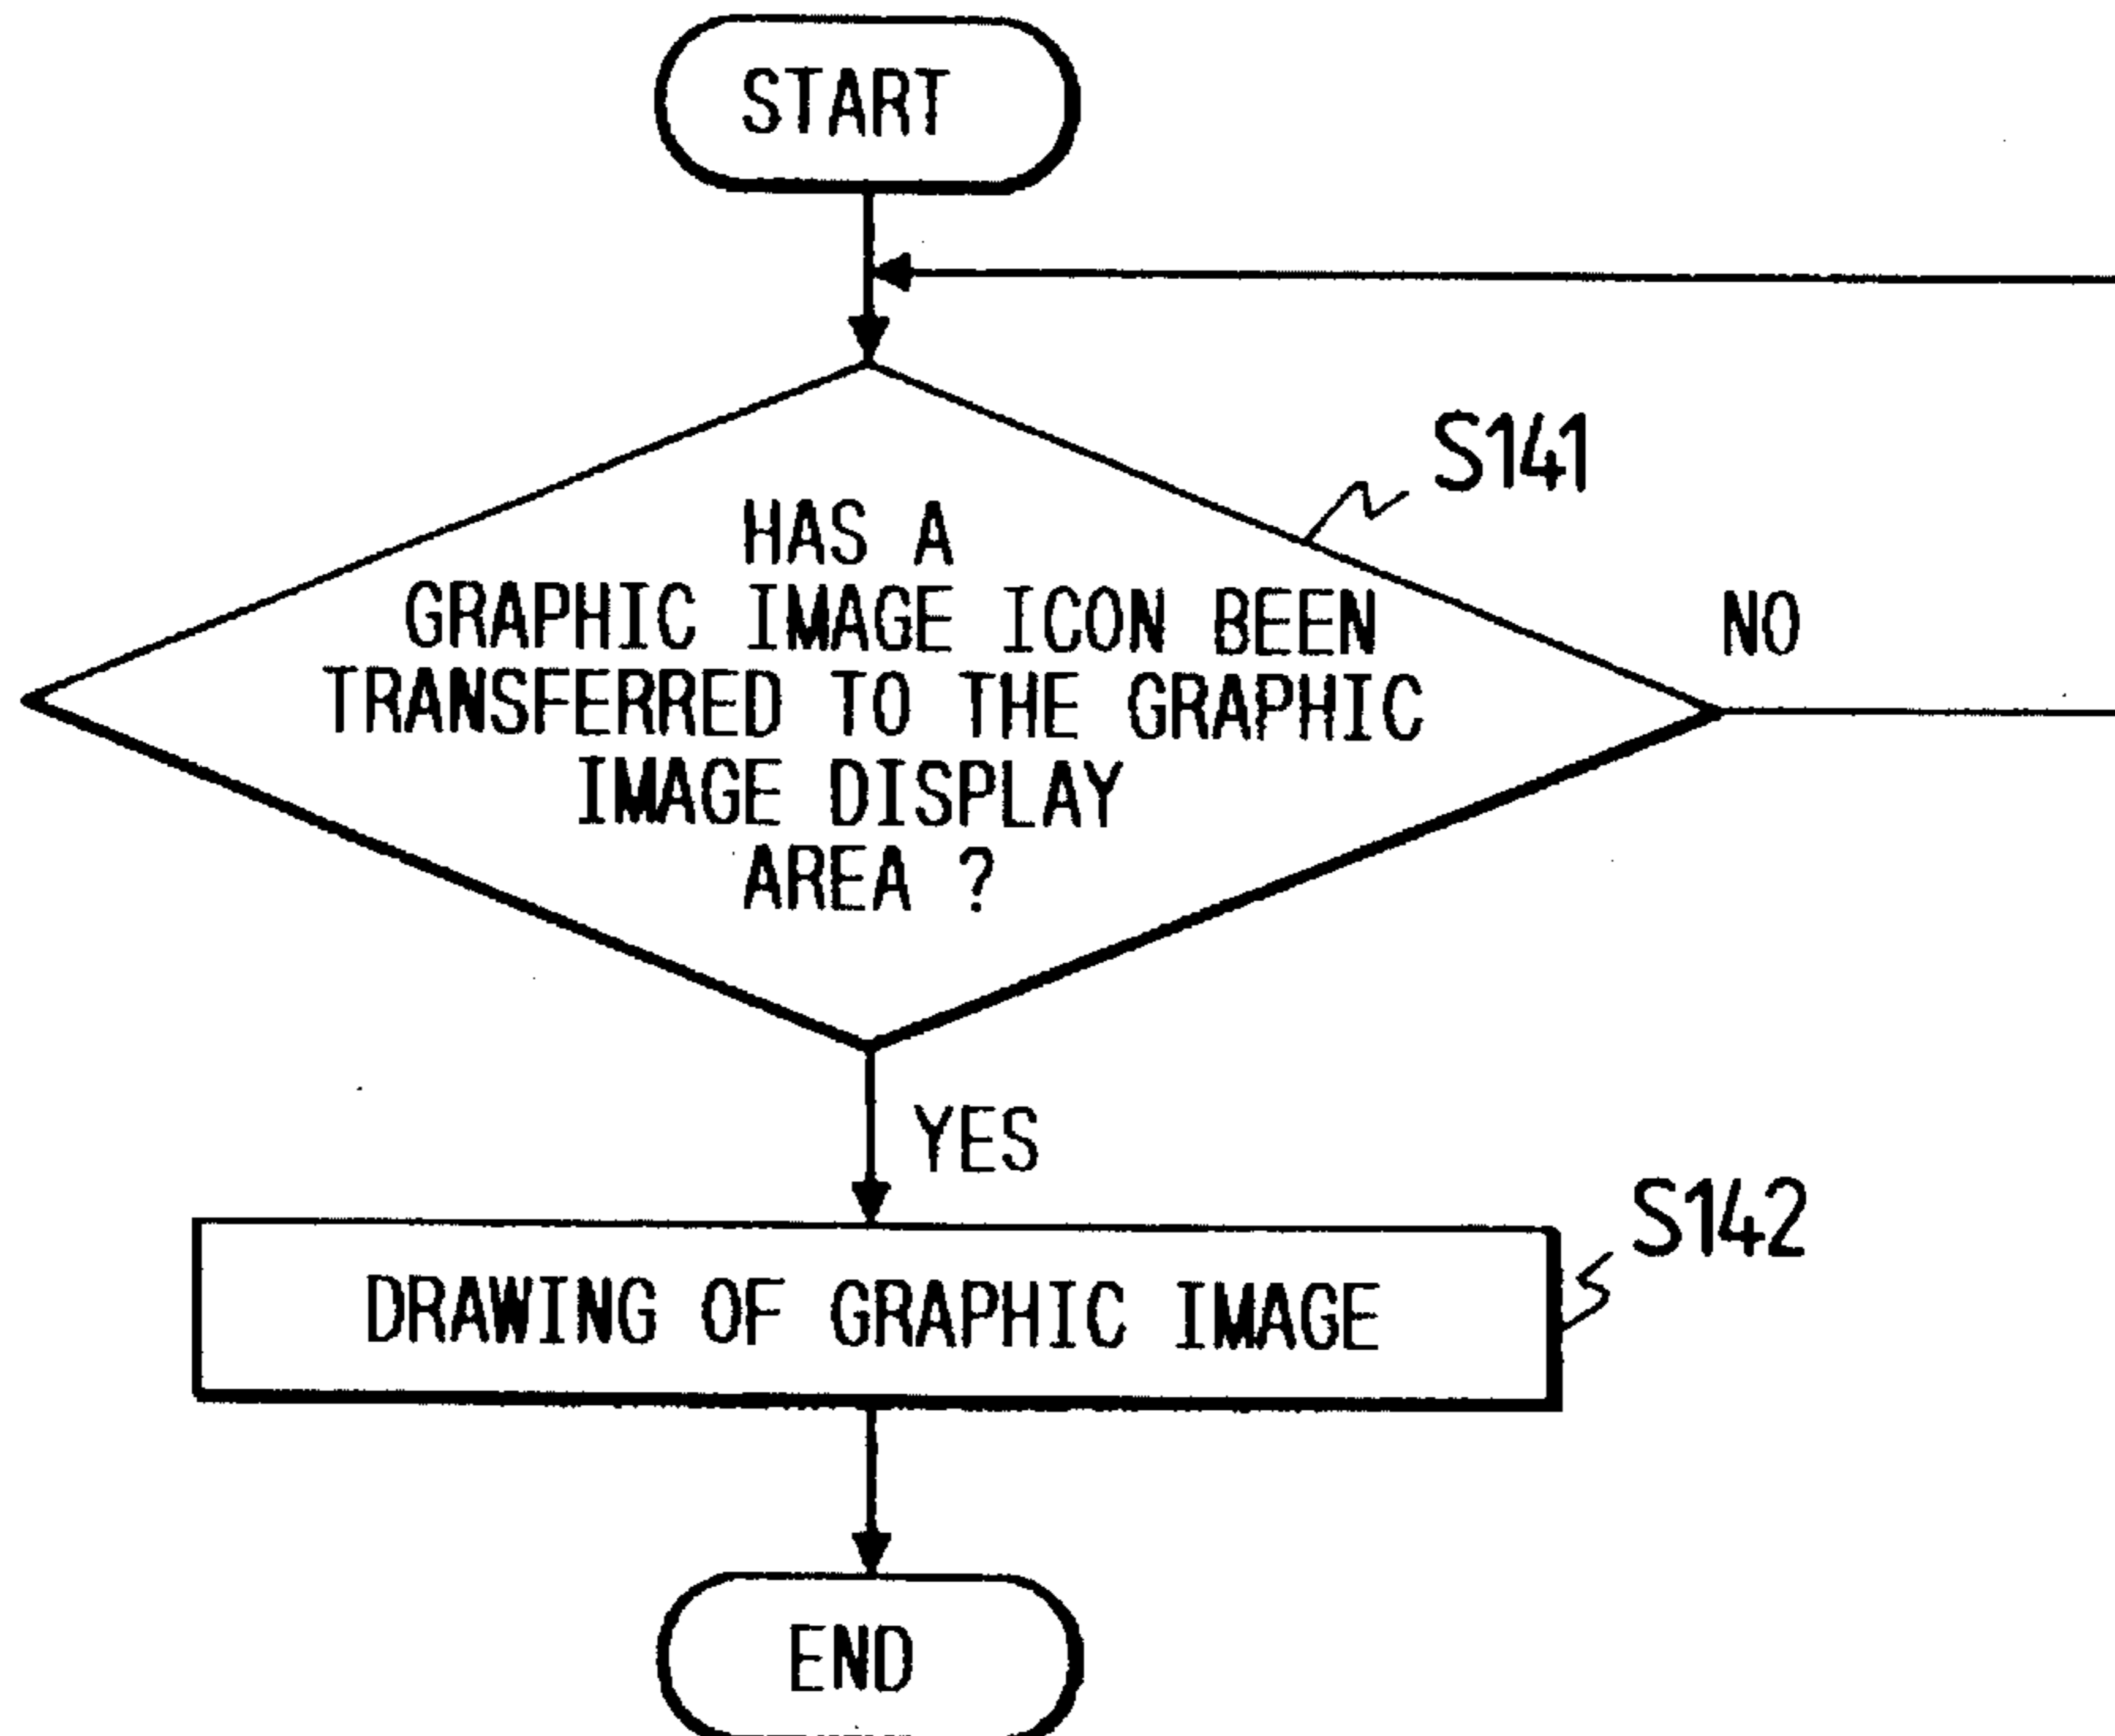 START
S141
HAS A
GRAPHIC IMAGE ICON BEEN
TRANSFERRED TO THE GRAPHIC
IMAGE DISPLAY
AREA ?
NO
YES
S142
DRAWING OF GRAPHIC IMAGE
END